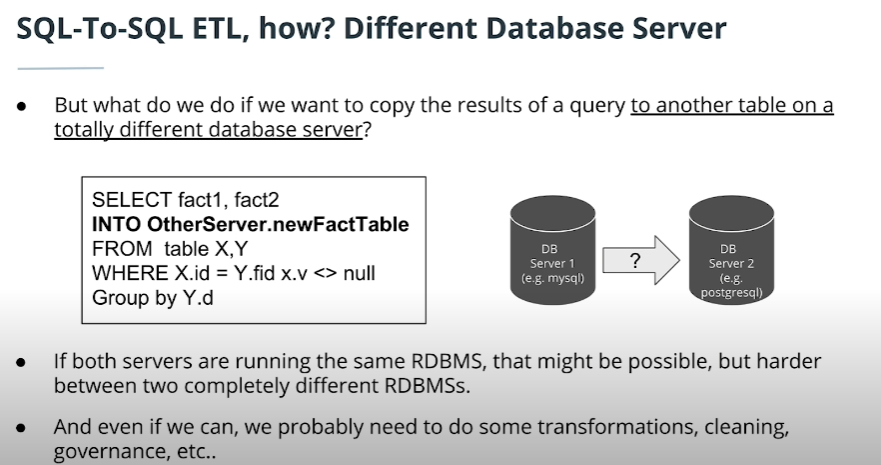 SQL-To-SQL ETL, how? Different Database Server
But what do we do if we want to copy the results of a query to another table on a
totally different database server?
SELECT fact1, fact2
INTO OtherServer.newFactTable
FROM table X,Y
WHERE X.id = Y.fid x.v <> null
Group by Y.d
DB
Server 1
(e.g. mysql)
?
DB
Server 2
(e.g.
postgresql)
If both servers are running the same RDBMS, that might be possible, but harder
between two completely different RDBMSs.
And even if we can, we probably need to do some transformations, cleaning,
governance, etc..